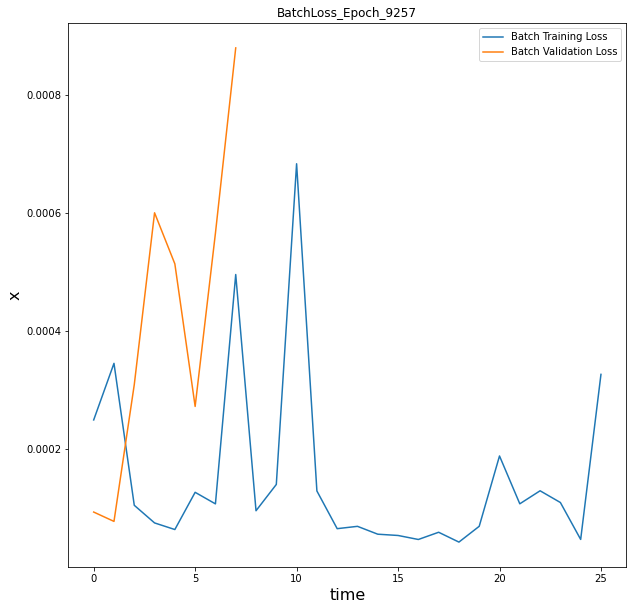 BatchLoss_Epoch_9257
Batch Training Loss
Batch Validation Loss
0.0008
0.0006
x
0.0004
0.0002
0 5 10 15 20 25
time